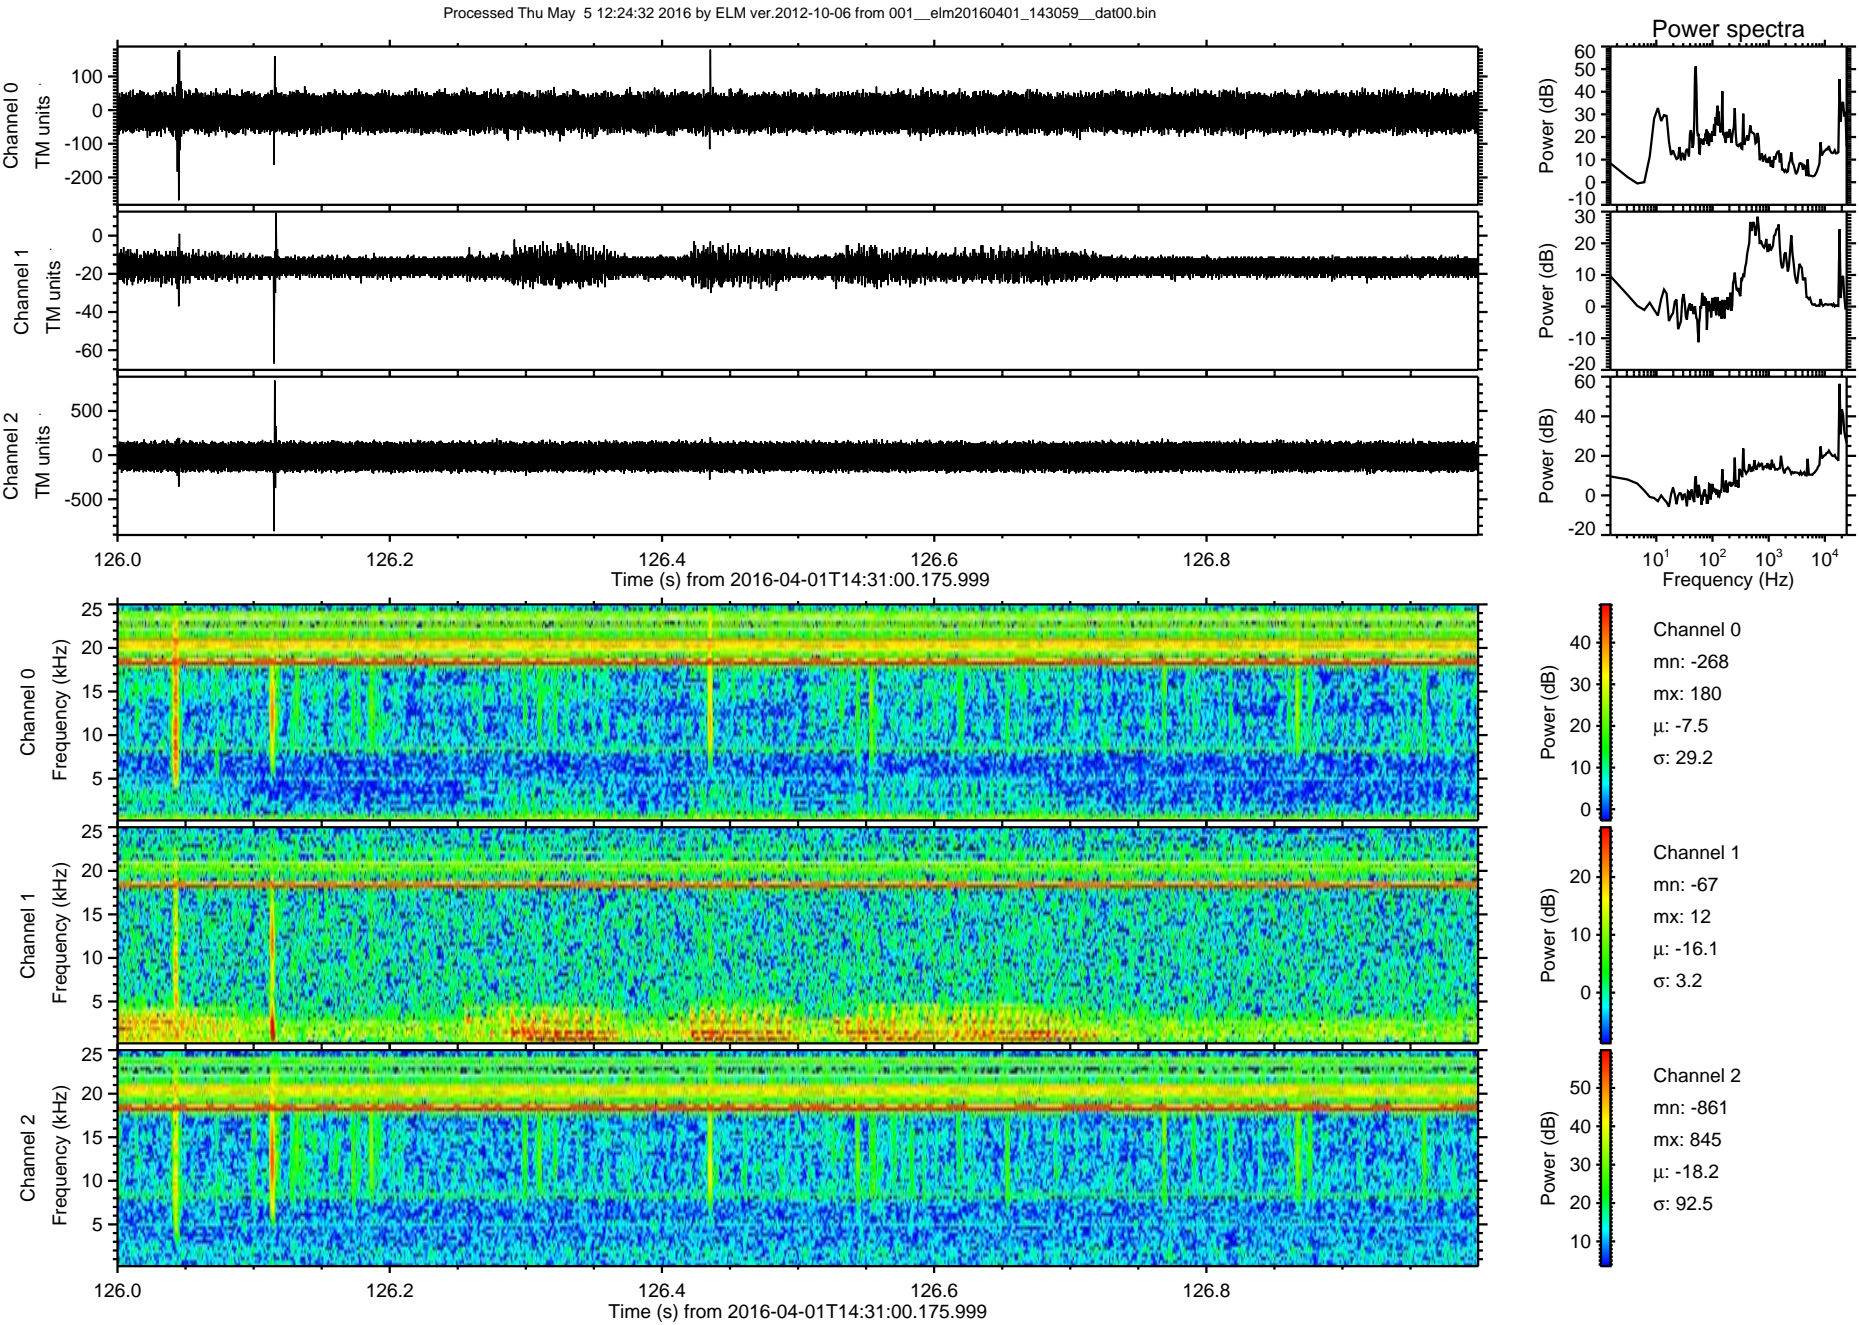 Processed Thu May  5 12:24:32 2016 by ELM ver.2012-10-06 from 001__elm20160401_143059__dat00.bin
Power spectra
Channel 0
TM units
100
0
-100
-200
Power (dB)
60
50
40
30
20
10
0
-10
Channel 1
TM units
0
-20
-40
-60
Power (dB)
30
20
10
0
-10
-20
Channel 2
TM units
500
0
-500
Power (dB)
60
40
20
0
-20
126.0 126.2 126.4 126.6 126.8
Time (s) from 2016-04-01T14:31:00.175.999
10¹ 10² 10³ 10⁴
Frequency (Hz)
Channel 0
Frequency (kHz)
25
20
15
10
5
Power (dB)
40
30
20
10
0
Channel 0
mn: -268
mx: 180
μ: -7.5
σ: 29.2
Channel 1
Frequency (kHz)
25
20
15
10
5
Power (dB)
20
10
0
Channel 1
mn: -67
mx: 12
μ: -16.1
σ: 3.2
Channel 2
Frequency (kHz)
25
20
15
10
5
Power (dB)
50
40
30
20
10
Channel 2
mn: -861
mx: 845
μ: -18.2
σ: 92.5
126.0 126.2 126.4 126.6 126.8
Time (s) from 2016-04-01T14:31:00.175.999